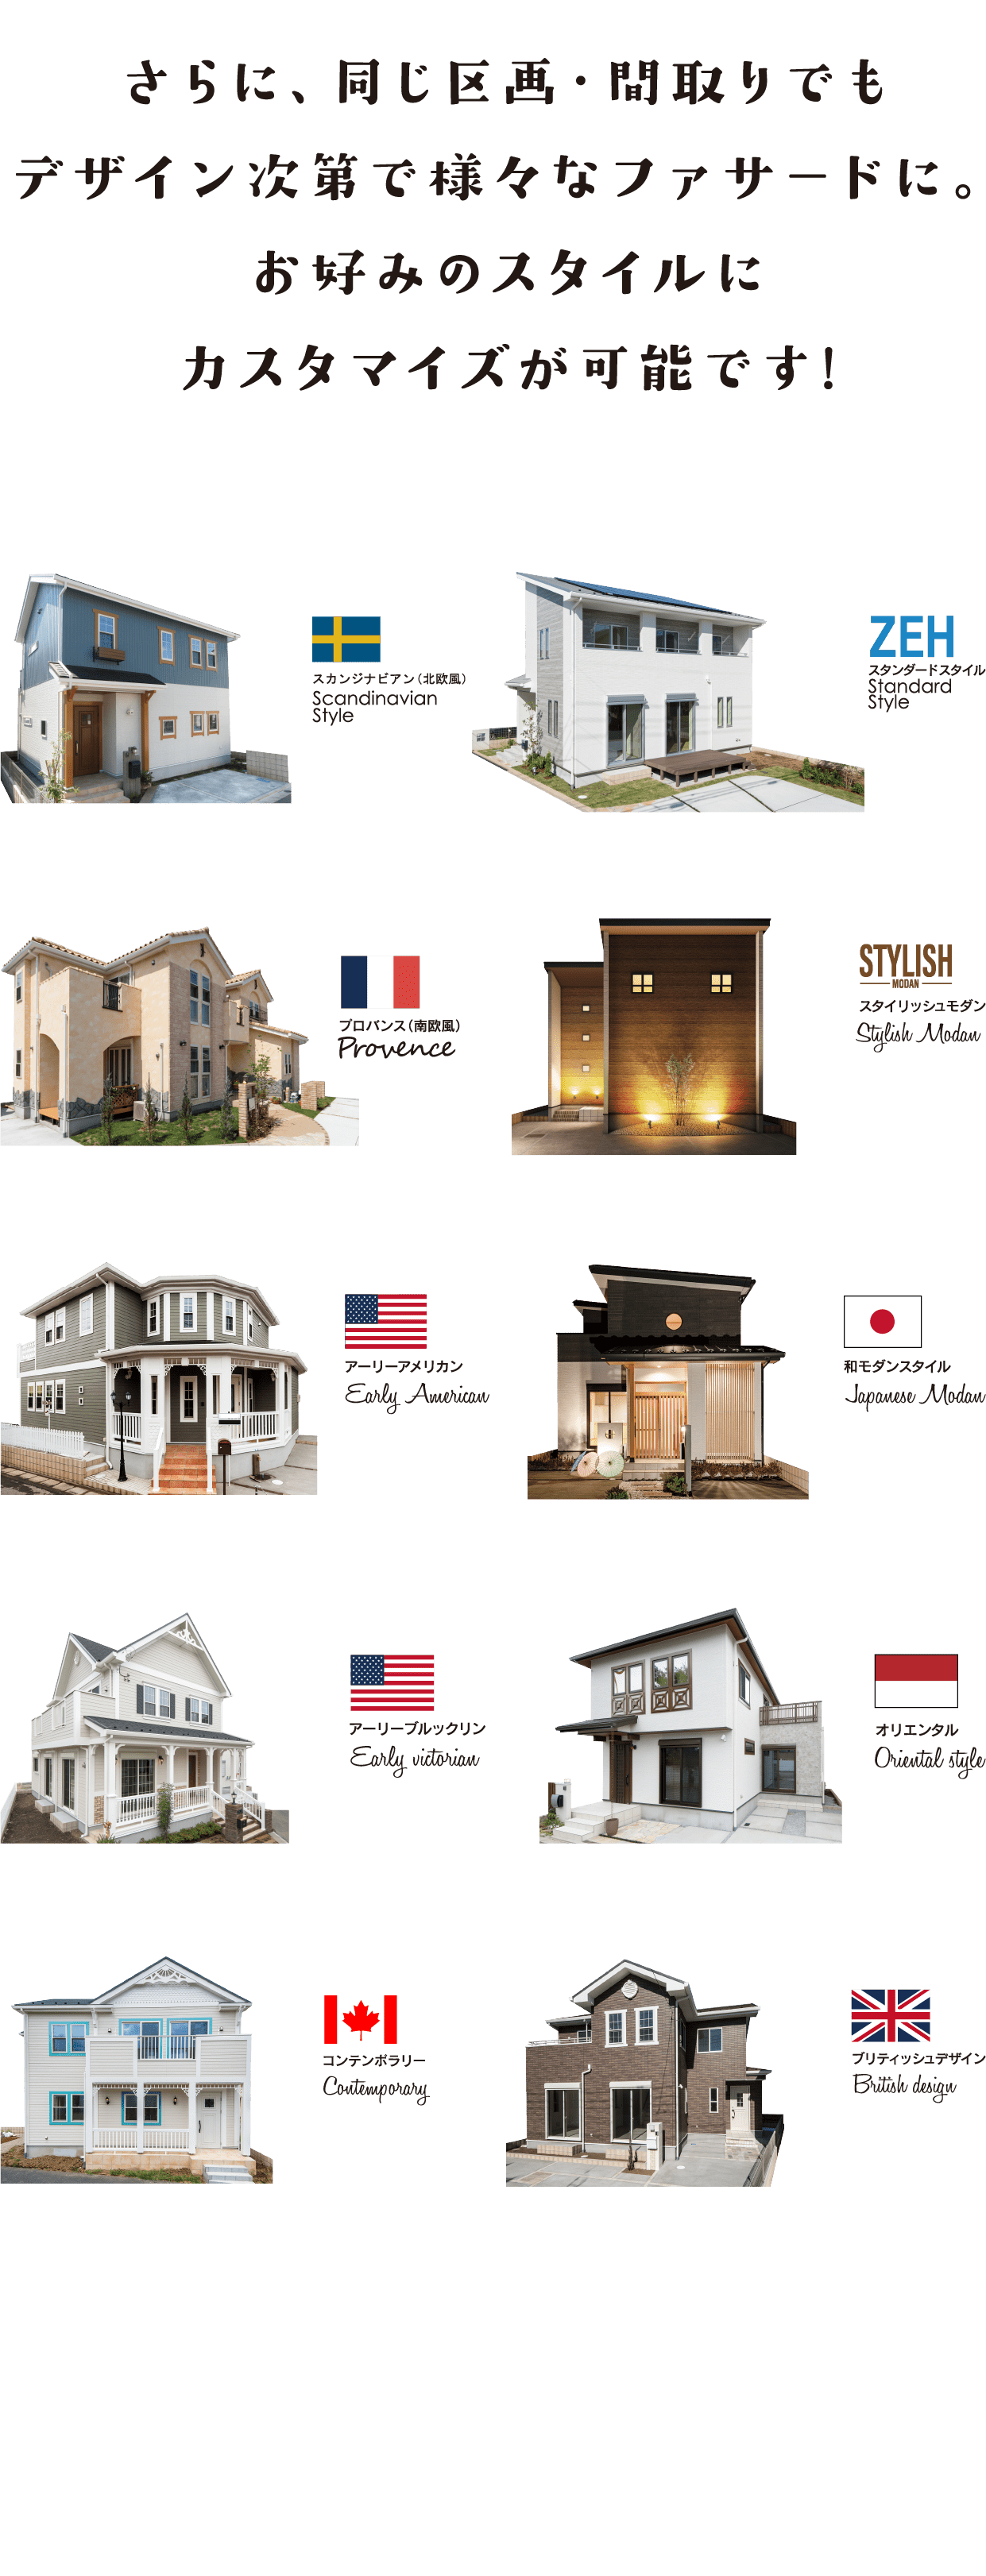 さらに、同じ区画・間取りでも
デザイン次第で様々なファサードに。
お好みのスタイルに
カスタマイズが可能です！
スカンジナビアン（北欧風）
Scandinavian
Style
ZEH
スタンダードスタイル
Standard
Style
プロバンス（南欧風）
Provence
STYLISH
MODAN
スタイリッシュモダン
Stylish Modan
アーリーアメリカン
Early American
和モダンスタイル
Japanese Modan
アーリーブルックリン
Early victorian
オリエンタル
Oriental style
コンテンポラリー
Contemporary
ブリティッシュデザイン
British design